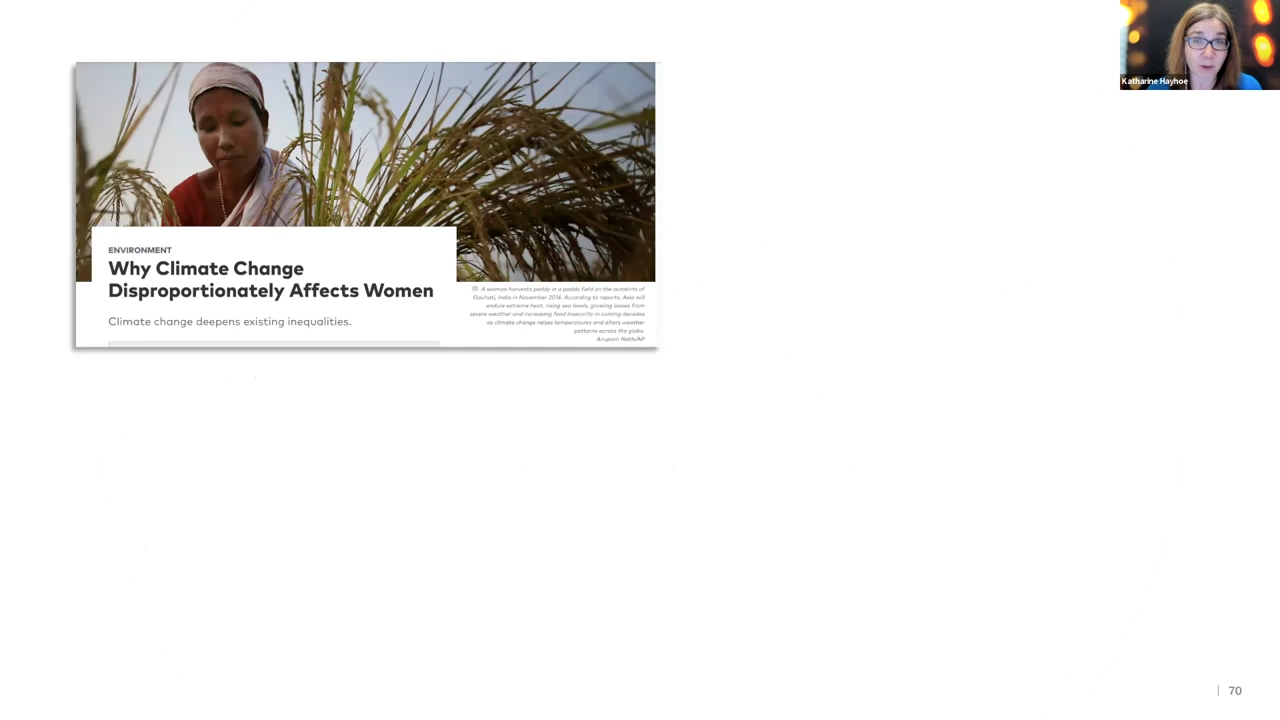 Katharine Hayhoe
ENVIRONMENT
Why Climate Change
Disproportionately Affects Women
Climate change deepens existing inequalities.
A woman harvests paddy in a paddy field on the outskirts of
Gauhati, India in November 2016. According to reports, Asia will
endure extreme heat, rising sea levels, growing losses from
severe weather and increasing food insecurity in coming decades
as climate change raises temperatures and alters weather
patterns across the globe.
Anupam Nath/AP
70